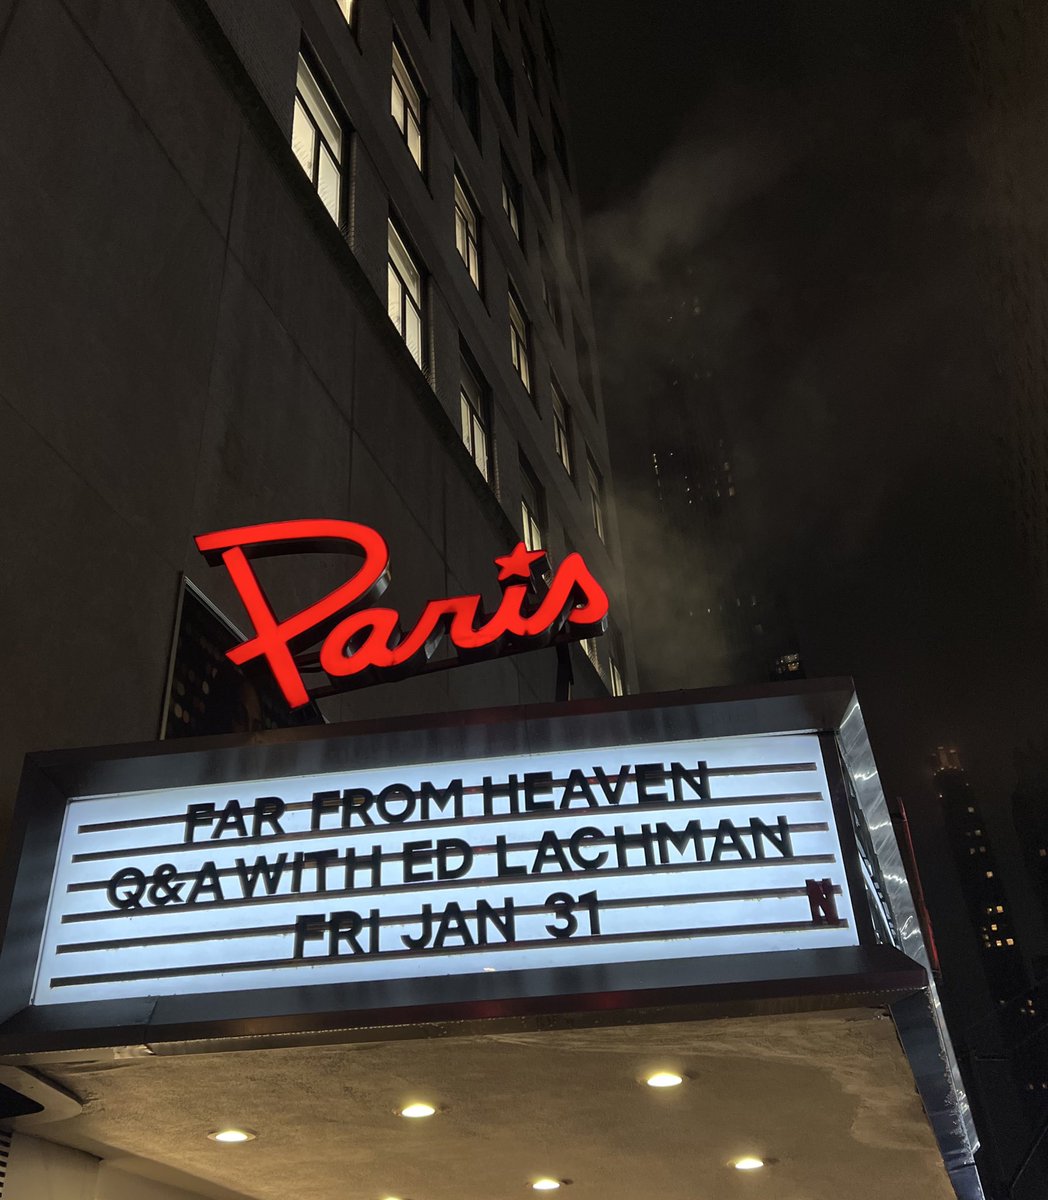 Paris
FAR FROM HEAVEN
Q&A WITH ED LACHMAN
FRI JAN 31
N